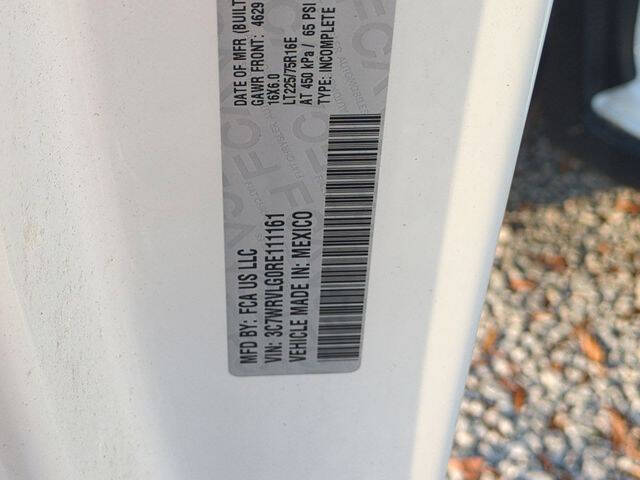 MFD BY: FCA US LLC
DATE OF MFR (BUILT
VIN: 3C7WRVLG0RE111161
GAWR FRONT: 4629
16X6.0
VEHICLE MADE IN: MEXICO
LT225/75R16E
AT 450 kPa / 65 PSI
TYPE: INCOMPLETE